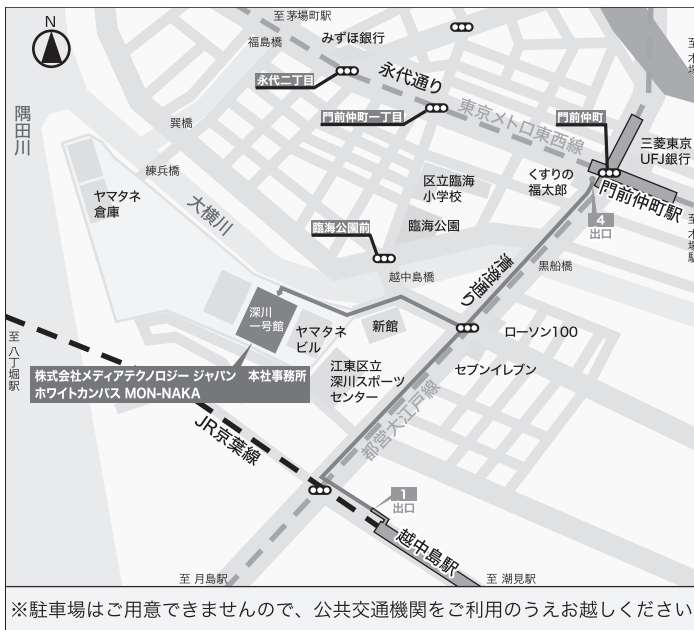 至 茅場町駅
N
福島橋
みずほ銀行
永代二丁目
永代通り
門前仲町一丁目
東京メトロ東西線
門前仲町
三菱東京
UFJ銀行
隅田川
巽橋
練兵橋
ヤマタネ
倉庫
大横川
区立臨海
小学校
くすりの
福太郎
門前仲町駅
4
出口
臨海公園前
臨海公園
越中島橋
清澄通り
黒船橋
深川
一号館
ヤマタネ
ビル
新館
ローソン100
江東区立
深川スポーツ
センター
セブンイレブン
至 八丁堀駅
株式会社メディアテクノロジー ジャパン 本社事務所
ホワイトカンバス MON-NAKA
都営大江戸線
JR京葉線
1
出口
越中島駅
至 月島駅
至 潮見駅
※駐車場はご用意できませんので、公共交通機関をご利用のうえお越しください